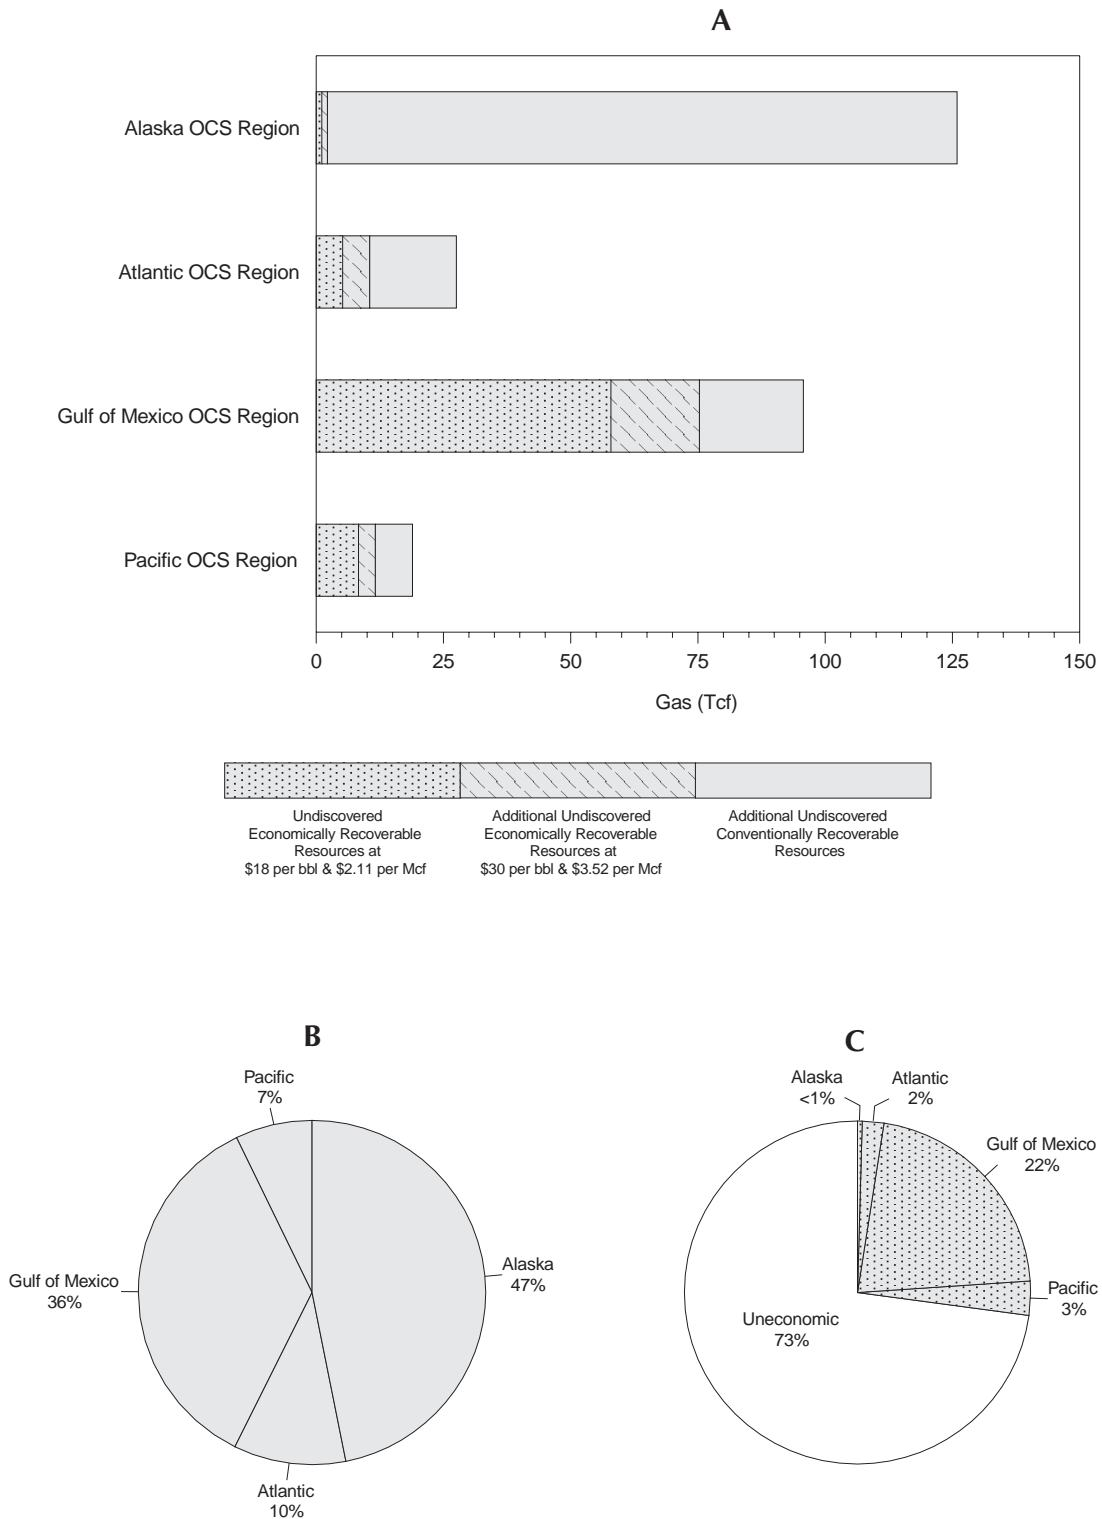 A
Alaska OCS Region
Atlantic OCS Region
Gulf of Mexico OCS Region
Pacific OCS Region
0 25 50 75 100 125 150
Gas (Tcf)
Undiscovered
Economically Recoverable
Resources at
$18 per bbl & $2.11 per Mcf
Additional Undiscovered
Economically Recoverable
Resources at
$30 per bbl & $3.52 per Mcf
Additional Undiscovered
Conventionally Recoverable
Resources
B
Pacific
7%
Alaska
47%
Gulf of Mexico
36%
Atlantic
10%
C
Alaska
<1%
Atlantic
2%
Gulf of Mexico
22%
Pacific
3%
Uneconomic
73%